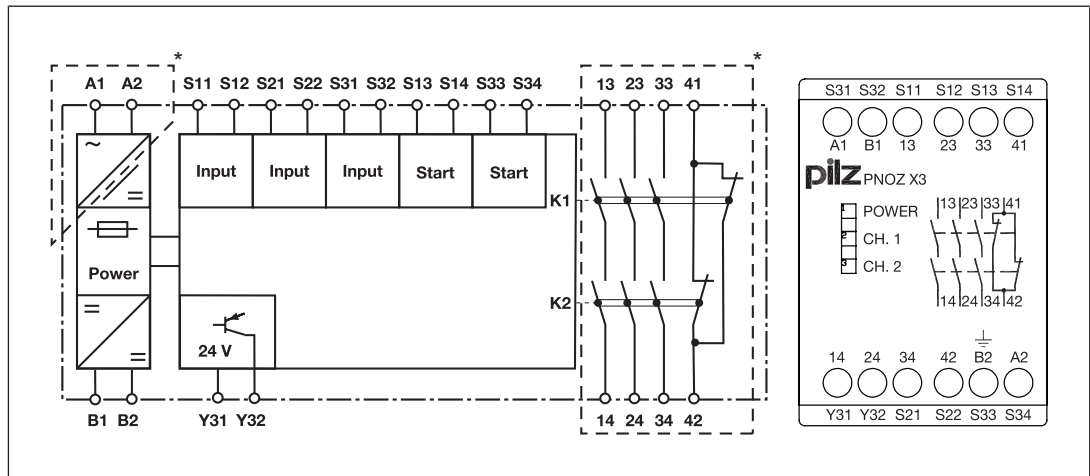 * *
A1 A2 S11 S12 S21 S22 S31 S32 S13 S14 S33 S34 13 23 33 41
~
=
Input Input Input Start Start
K1
Power
K2
=
=
24 V
B1 B2 Y31 Y32 14 24 34 42
S31 S32 S11 S12 S13 S14
A1 B1 13 23 33 41
pilz PNOZ X3
1 POWER
2 CH. 1
3 CH. 2
13 23 33 41
14 24 34 42
14 24 34 42 B2 A2
Y31 Y32 S21 S22 S33 S34